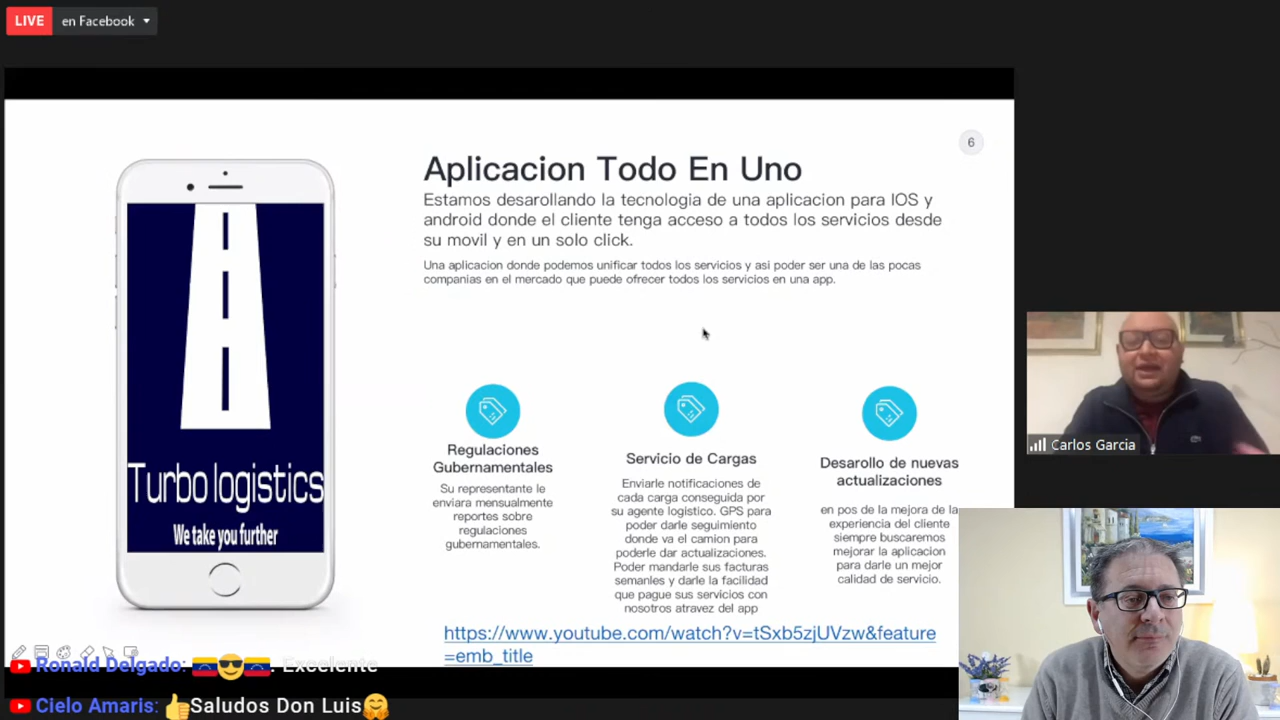 LIVE en Facebook
6
Aplicacion Todo En Uno
Estamos desarollando la tecnologia de una aplicacion para IOS y
android donde el cliente tenga acceso a todos los servicios desde
su movil y en un solo click.
Una aplicacion donde podemos unificar todos los servicios y asi poder ser una de las pocas
companias en el mercado que puede ofrecer todos los servicios en una app.
Turbo logistics
We take you further
Regulaciones
Gubernamentales
Su representante le
enviara mensualmente
reportes sobre
regulaciones
gubernamentales.
Servicio de Cargas
Enviarle notificaciones de
cada carga conseguida por
su agente logistico. GPS para
poder darle seguimiento
donde va el camion para
poderle dar actualizaciones.
Poder mandarle sus facturas
semanles y darle la facilidad
que pague sus servicios con
nosotros atravez del app
Desarollo de nuevas
actualizaciones
en pos de la mejora de la
experiencia del cliente
siempre buscaremos
mejorar la aplicacion
para darle un mejor
calidad de servicio.
https://www.youtube.com/watch?v=tSxb5zjUVzw&feature
=emb_title
Carlos Garcia
Ronald Delgado: 🇻🇪😎🇻🇪. Excelente
Cielo Amaris: 👍Saludos Don Luis🤗